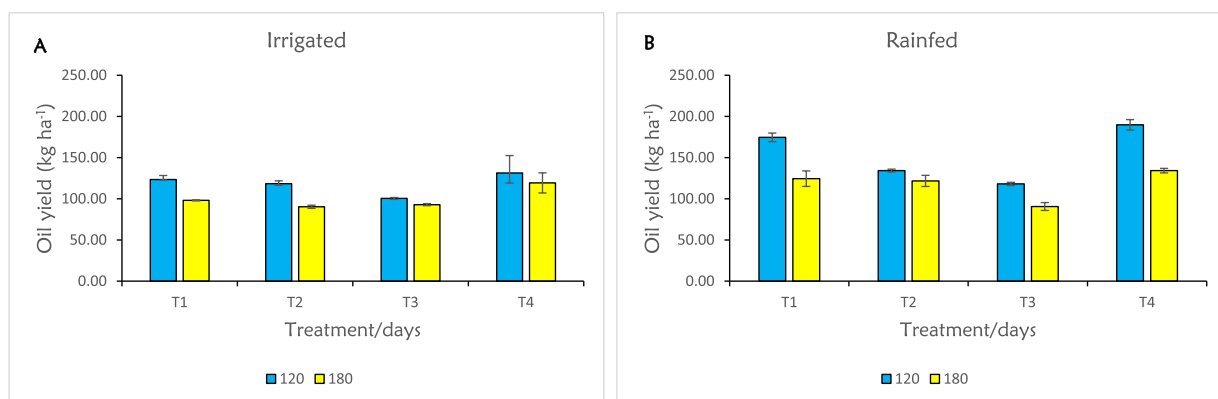 A
Irrigated
Oil yield (kg ha-1)
250.00
200.00
150.00
100.00
50.00
0.00
T1 T2 T3 T4
Treatment/days
120 180
B
Rainfed
Oil yield (kg ha-1)
250.00
200.00
150.00
100.00
50.00
0.00
T1 T2 T3 T4
Treatment/days
120 180